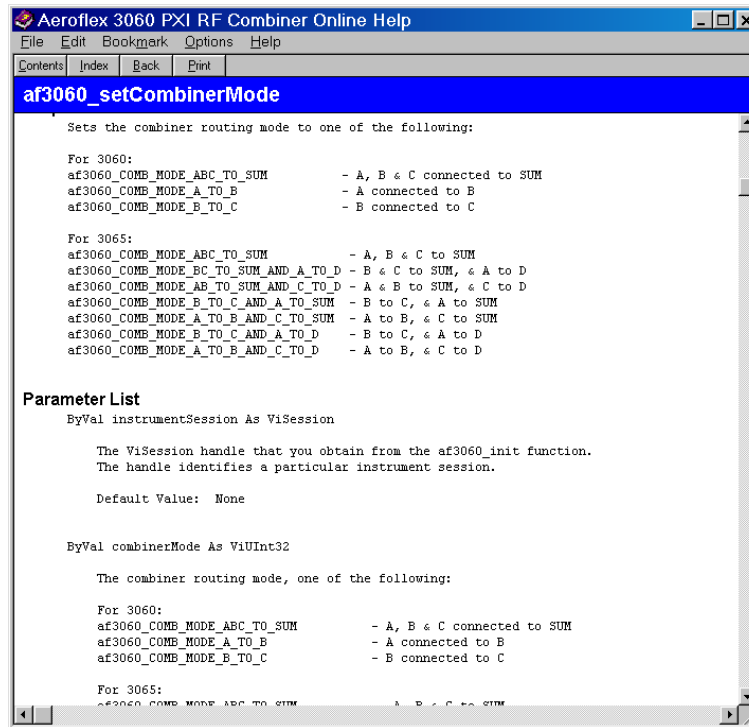 Aeroflex 3060 PXI RF Combiner Online Help
File Edit Bookmark Options Help
Contents Index Back Print
af3060_setCombinerMode
Sets the combiner routing mode to one of the following:
For 3060:
af3060_COMB_MODE_ABC_TO_SUM - A, B & C connected to SUM
af3060_COMB_MODE_A_TO_B - A connected to B
af3060_COMB_MODE_B_TO_C - B connected to C
For 3065:
af3060_COMB_MODE_ABC_TO_SUM - A, B & C to SUM
af3060_COMB_MODE_BC_TO_SUM_AND_A_TO_D - B & C to SUM, & A to D
af3060_COMB_MODE_AB_TO_SUM_AND_C_TO_D - A & B to SUM, & C to D
af3060_COMB_MODE_B_TO_C_AND_A_TO_SUM - B to C, & A to SUM
af3060_COMB_MODE_A_TO_B_AND_C_TO_SUM - A to B, & C to SUM
af3060_COMB_MODE_B_TO_C_AND_A_TO_D - B to C, & A to D
af3060_COMB_MODE_A_TO_B_AND_C_TO_D - A to B, & C to D
Parameter List
ByVal instrumentSession As ViSession
The ViSession handle that you obtain from the af3060_init function.
The handle identifies a particular instrument session.
Default Value: None
ByVal combinerMode As ViUInt32
The combiner routing mode, one of the following:
For 3060:
af3060_COMB_MODE_ABC_TO_SUM - A, B & C connected to SUM
af3060_COMB_MODE_A_TO_B - A connected to B
af3060_COMB_MODE_B_TO_C - B connected to C
For 3065:
af3060_COMB_MODE_ABC_TO_SUM - A, B & C to SUM